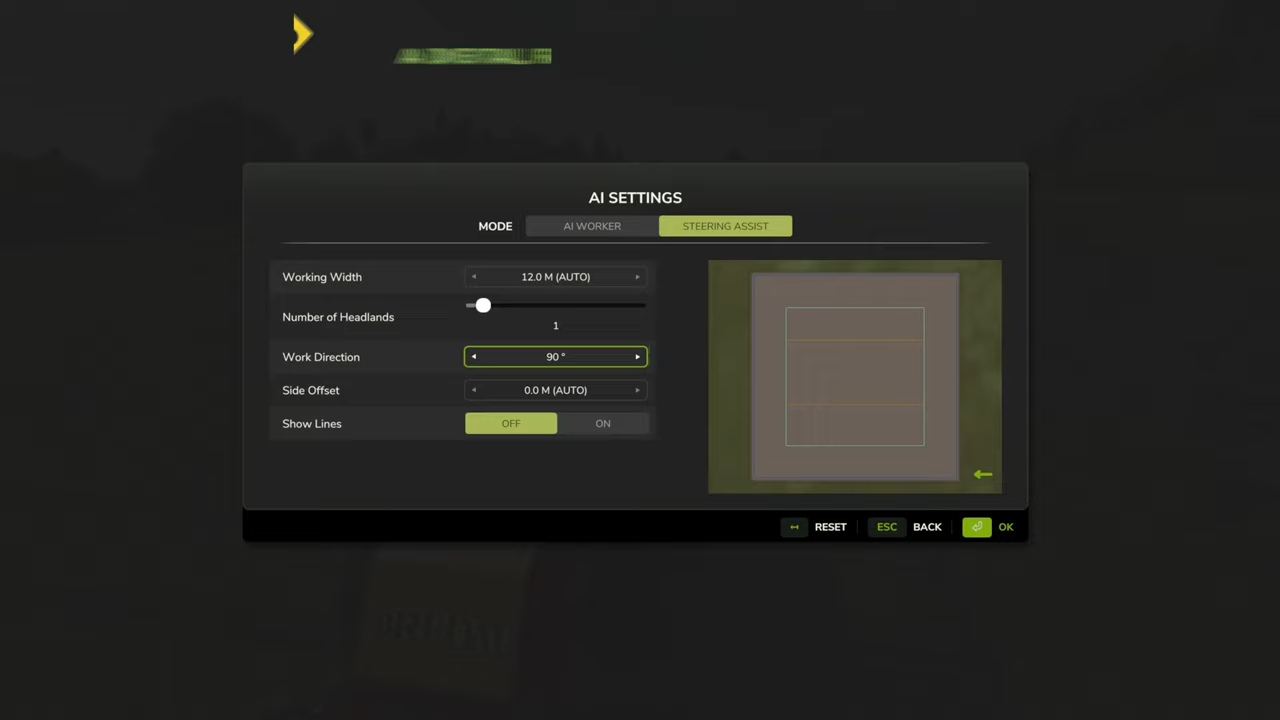 AI SETTINGS
MODE AI WORKER STEERING ASSIST
Working Width 12.0 M (AUTO)
Number of Headlands
1
Work Direction 90 °
Side Offset 0.0 M (AUTO)
Show Lines OFF ON
RESET ESC BACK OK